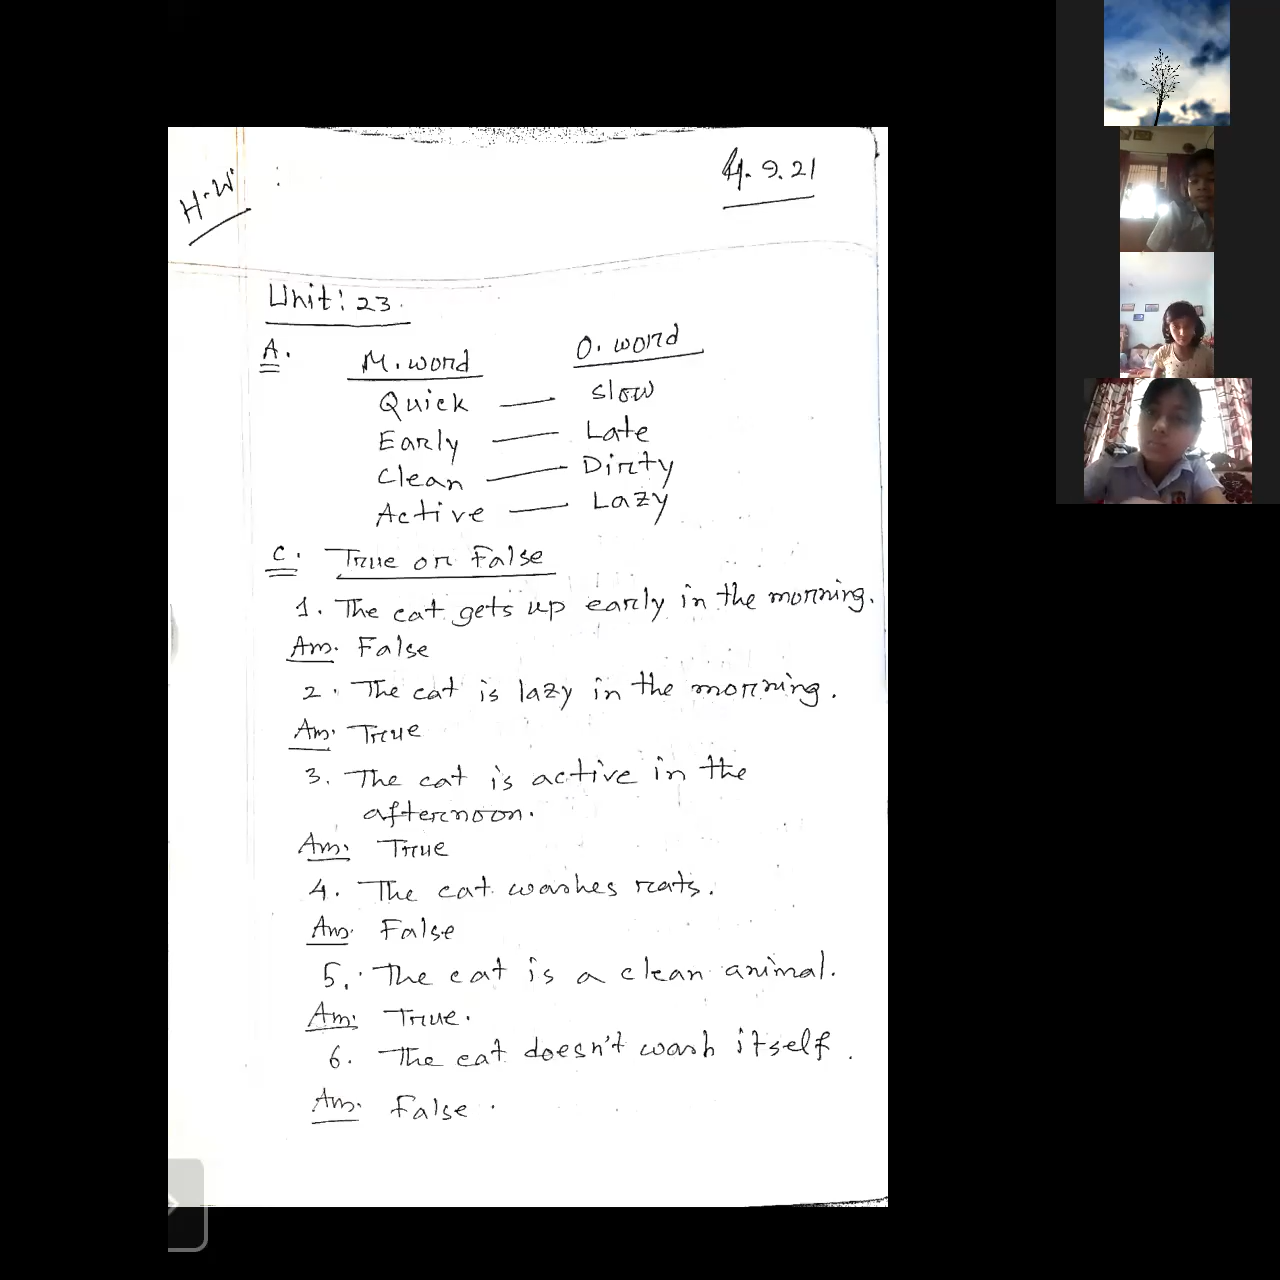 H.W
4.9.21
Unit: 23.
A.
M. word O. word
Quick — Slow
Early — Late
Clean — Dirty
Active — Lazy
C. True or False
1. The cat gets up early in the morning.
Ans. False
2. The cat is lazy in the morning.
Ans. True
3. The cat is active in the
afternoon.
Ans. True
4. The cat washes rats.
Ans. False
5. The cat is a clean animal.
Ans. True.
6. The cat doesn't wash itself.
Ans. False.